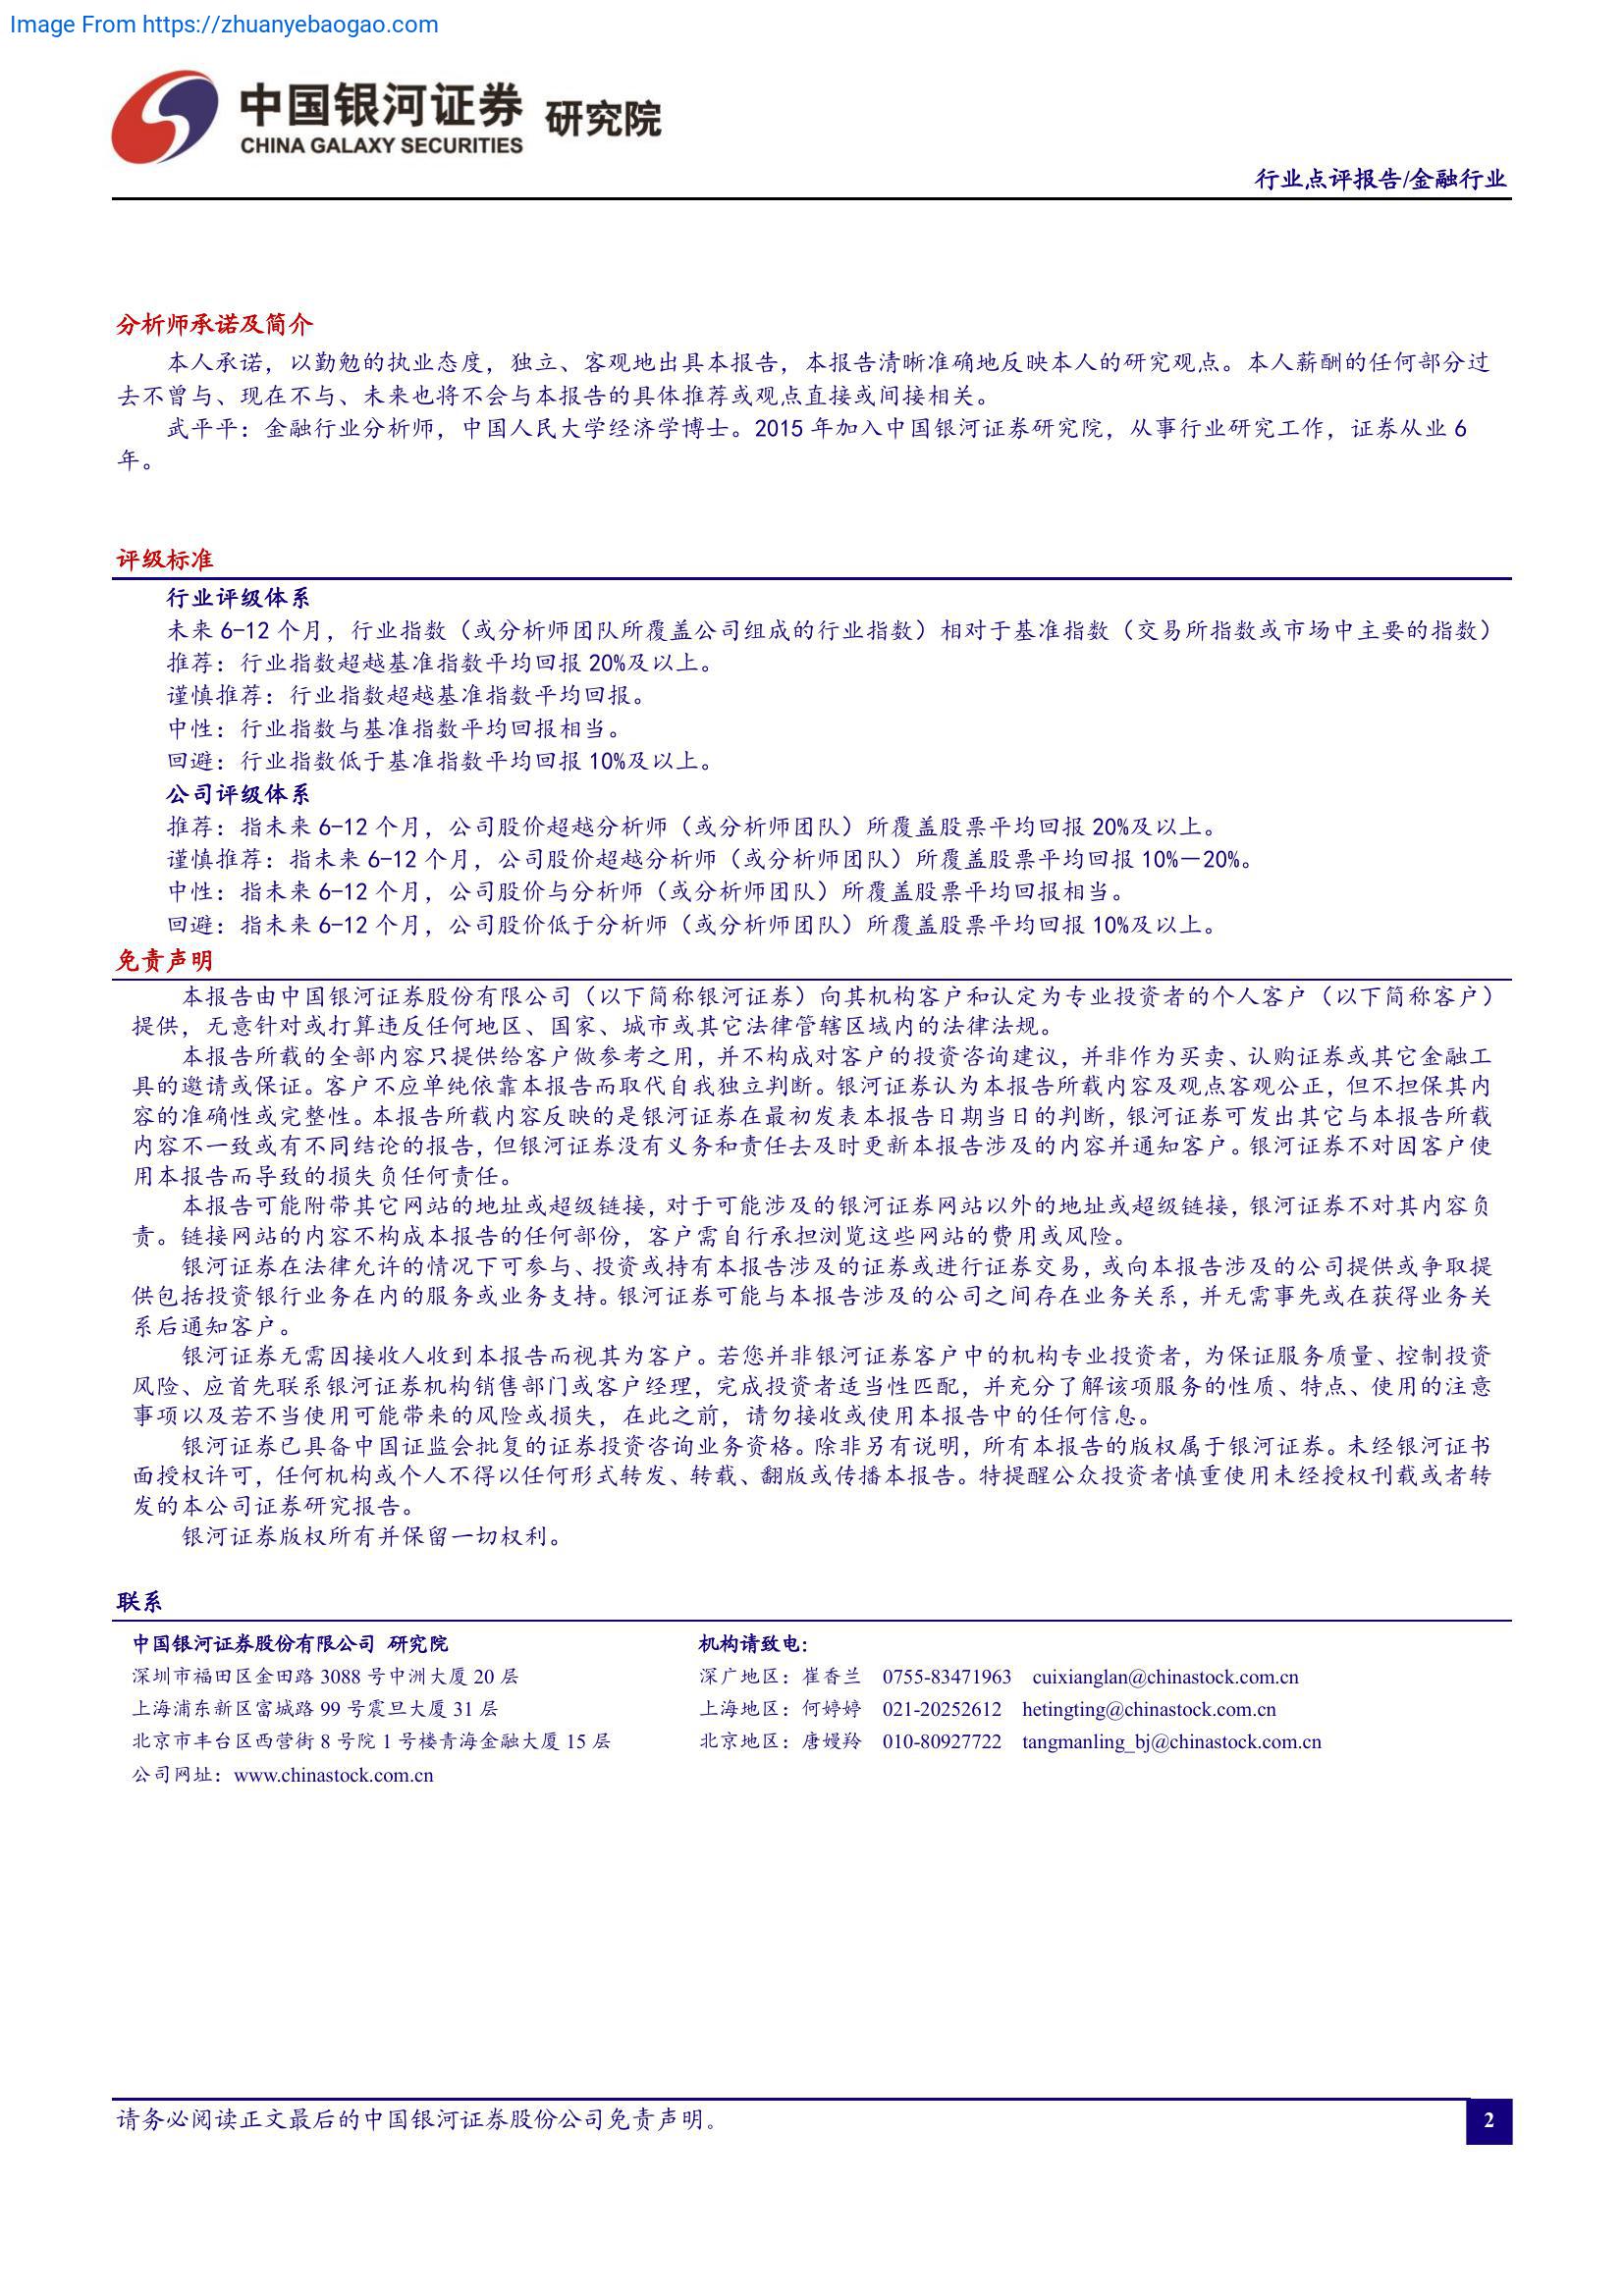 Image From https://zhuanyebaogao.com
中国银河证券 研究院
CHINA GALAXY SECURITIES
行业点评报告/金融行业
分析师承诺及简介
本人承诺，以勤勉的执业态度，独立、客观地出具本报告，本报告清晰准确地反映本人的研究观点。本人薪酬的任何部分过
去不曾与、现在不与、未来也将不会与本报告的具体推荐或观点直接或间接相关。
武平平：金融行业分析师，中国人民大学经济学博士。2015 年加入中国银河证券研究院，从事行业研究工作，证券从业 6
年。
评级标准
行业评级体系
未来 6-12 个月，行业指数（或分析师团队所覆盖公司组成的行业指数）相对于基准指数（交易所指数或市场中主要的指数）
推荐：行业指数超越基准指数平均回报 20%及以上。
谨慎推荐：行业指数超越基准指数平均回报。
中性：行业指数与基准指数平均回报相当。
回避：行业指数低于基准指数平均回报 10%及以上。
公司评级体系
推荐：指未来 6-12 个月，公司股价超越分析师（或分析师团队）所覆盖股票平均回报 20%及以上。
谨慎推荐：指未来 6-12 个月，公司股价超越分析师（或分析师团队）所覆盖股票平均回报 10%－20%。
中性：指未来 6-12 个月，公司股价与分析师（或分析师团队）所覆盖股票平均回报相当。
回避：指未来 6-12 个月，公司股价低于分析师（或分析师团队）所覆盖股票平均回报 10%及以上。
免责声明
本报告由中国银河证券股份有限公司（以下简称银河证券）向其机构客户和认定为专业投资者的个人客户（以下简称客户）
提供，无意针对或打算违反任何地区、国家、城市或其它法律管辖区域内的法律法规。
本报告所载的全部内容只提供给客户做参考之用，并不构成对客户的投资咨询建议，并非作为买卖、认购证券或其它金融工
具的邀请或保证。客户不应单纯依靠本报告而取代自我独立判断。银河证券认为本报告所载内容及观点客观公正，但不担保其内
容的准确性或完整性。本报告所载内容反映的是银河证券在最初发表本报告日期当日的判断，银河证券可发出其它与本报告所载
内容不一致或有不同结论的报告，但银河证券没有义务和责任去及时更新本报告涉及的内容并通知客户。银河证券不对因客户使
用本报告而导致的损失负任何责任。
本报告可能附带其它网站的地址或超级链接，对于可能涉及的银河证券网站以外的地址或超级链接，银河证券不对其内容负
责。链接网站的内容不构成本报告的任何部份，客户需自行承担浏览这些网站的费用或风险。
银河证券在法律允许的情况下可参与、投资或持有本报告涉及的证券或进行证券交易，或向本报告涉及的公司提供或争取提
供包括投资银行业务在内的服务或业务支持。银河证券可能与本报告涉及的公司之间存在业务关系，并无需事先或在获得业务关
系后通知客户。
银河证券无需因接收人收到本报告而视其为客户。若您并非银河证券客户中的机构专业投资者，为保证服务质量、控制投资
风险、应首先联系银河证券机构销售部门或客户经理，完成投资者适当性匹配，并充分了解该项服务的性质、特点、使用的注意
事项以及若不当使用可能带来的风险或损失，在此之前，请勿接收或使用本报告中的任何信息。
银河证券已具备中国证监会批复的证券投资咨询业务资格。除非另有说明，所有本报告的版权属于银河证券。未经银河证书
面授权许可，任何机构或个人不得以任何形式转发、转载、翻版或传播本报告。特提醒公众投资者慎重使用未经授权刊载或者转
发的本公司证券研究报告。
银河证券版权所有并保留一切权利。
联系
中国银河证券股份有限公司 研究院 机构请致电:
深圳市福田区金田路 3088 号中洲大厦 20 层 深广地区：崔香兰 0755-83471963 cuixianglan@chinastock.com.cn
上海浦东新区富城路 99 号震旦大厦 31 层 上海地区：何婷婷 021-20252612 hetingting@chinastock.com.cn
北京市丰台区西营街 8 号院 1 号楼青海金融大厦 15 层 北京地区：唐嫚羚 010-80927722 tangmanling_bj@chinastock.com.cn
公司网址：www.chinastock.com.cn
请务必阅读正文最后的中国银河证券股份公司免责声明。
2